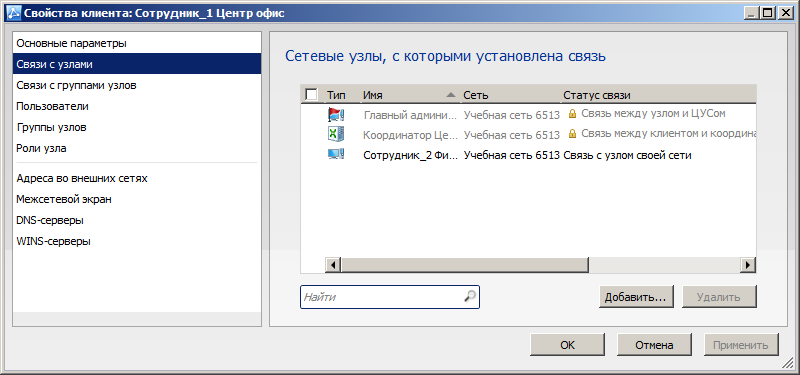 Свойства клиента: Сотрудник_1 Центр офис
Основные параметры
Связи с узлами
Связи с группами узлов
Пользователи
Группы узлов
Роли узла
Адреса во внешних сетях
Межсетевой экран
DNS-серверы
WINS-серверы
Сетевые узлы, с которыми установлена связь
Тип Имя Сеть Статус связи
Главный админи... Учебная сеть 6513 Связь между узлом и ЦУСом
Координатор Це... Учебная сеть 6513 Связь между клиентом и координа
Сотрудник_2 Фи... Учебная сеть 6513 Связь с узлом своей сети
Найти
Добавить... Удалить
OK Отмена Применить